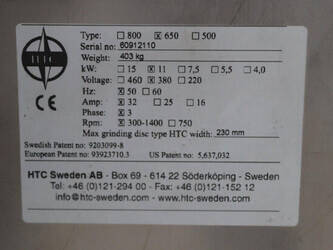 Type: ☐ 800 ☒ 650 ☐ 500
Serial no: 60912110
Weight: 403 kg
kW: ☐ 15 ☒ 11 ☐ 7,5 ☐ 5,5 ☐ 4,0
Voltage: ☐ 460 ☒ 380 ☐ 220
Hz: ☒ 50 ☐ 60
Amp: ☒ 32 ☐ 25 ☐ 16
Phase: ☒ 3
Rpm: ☒ 300-1400 ☐ 750
Max grinding disc type HTC width: 230 mm
HTC
CE
Swedish Patent no: 9203099-8
European Patent no: 93923710.3 US Patent no: 5,637,032
HTC Sweden AB - Box 69 - 614 22 Söderköping - Sweden
Tel: +46 (0)121-294 00 - Fax: +46 (0)121-152 12
info@htc-sweden.com - www.htc-sweden.com